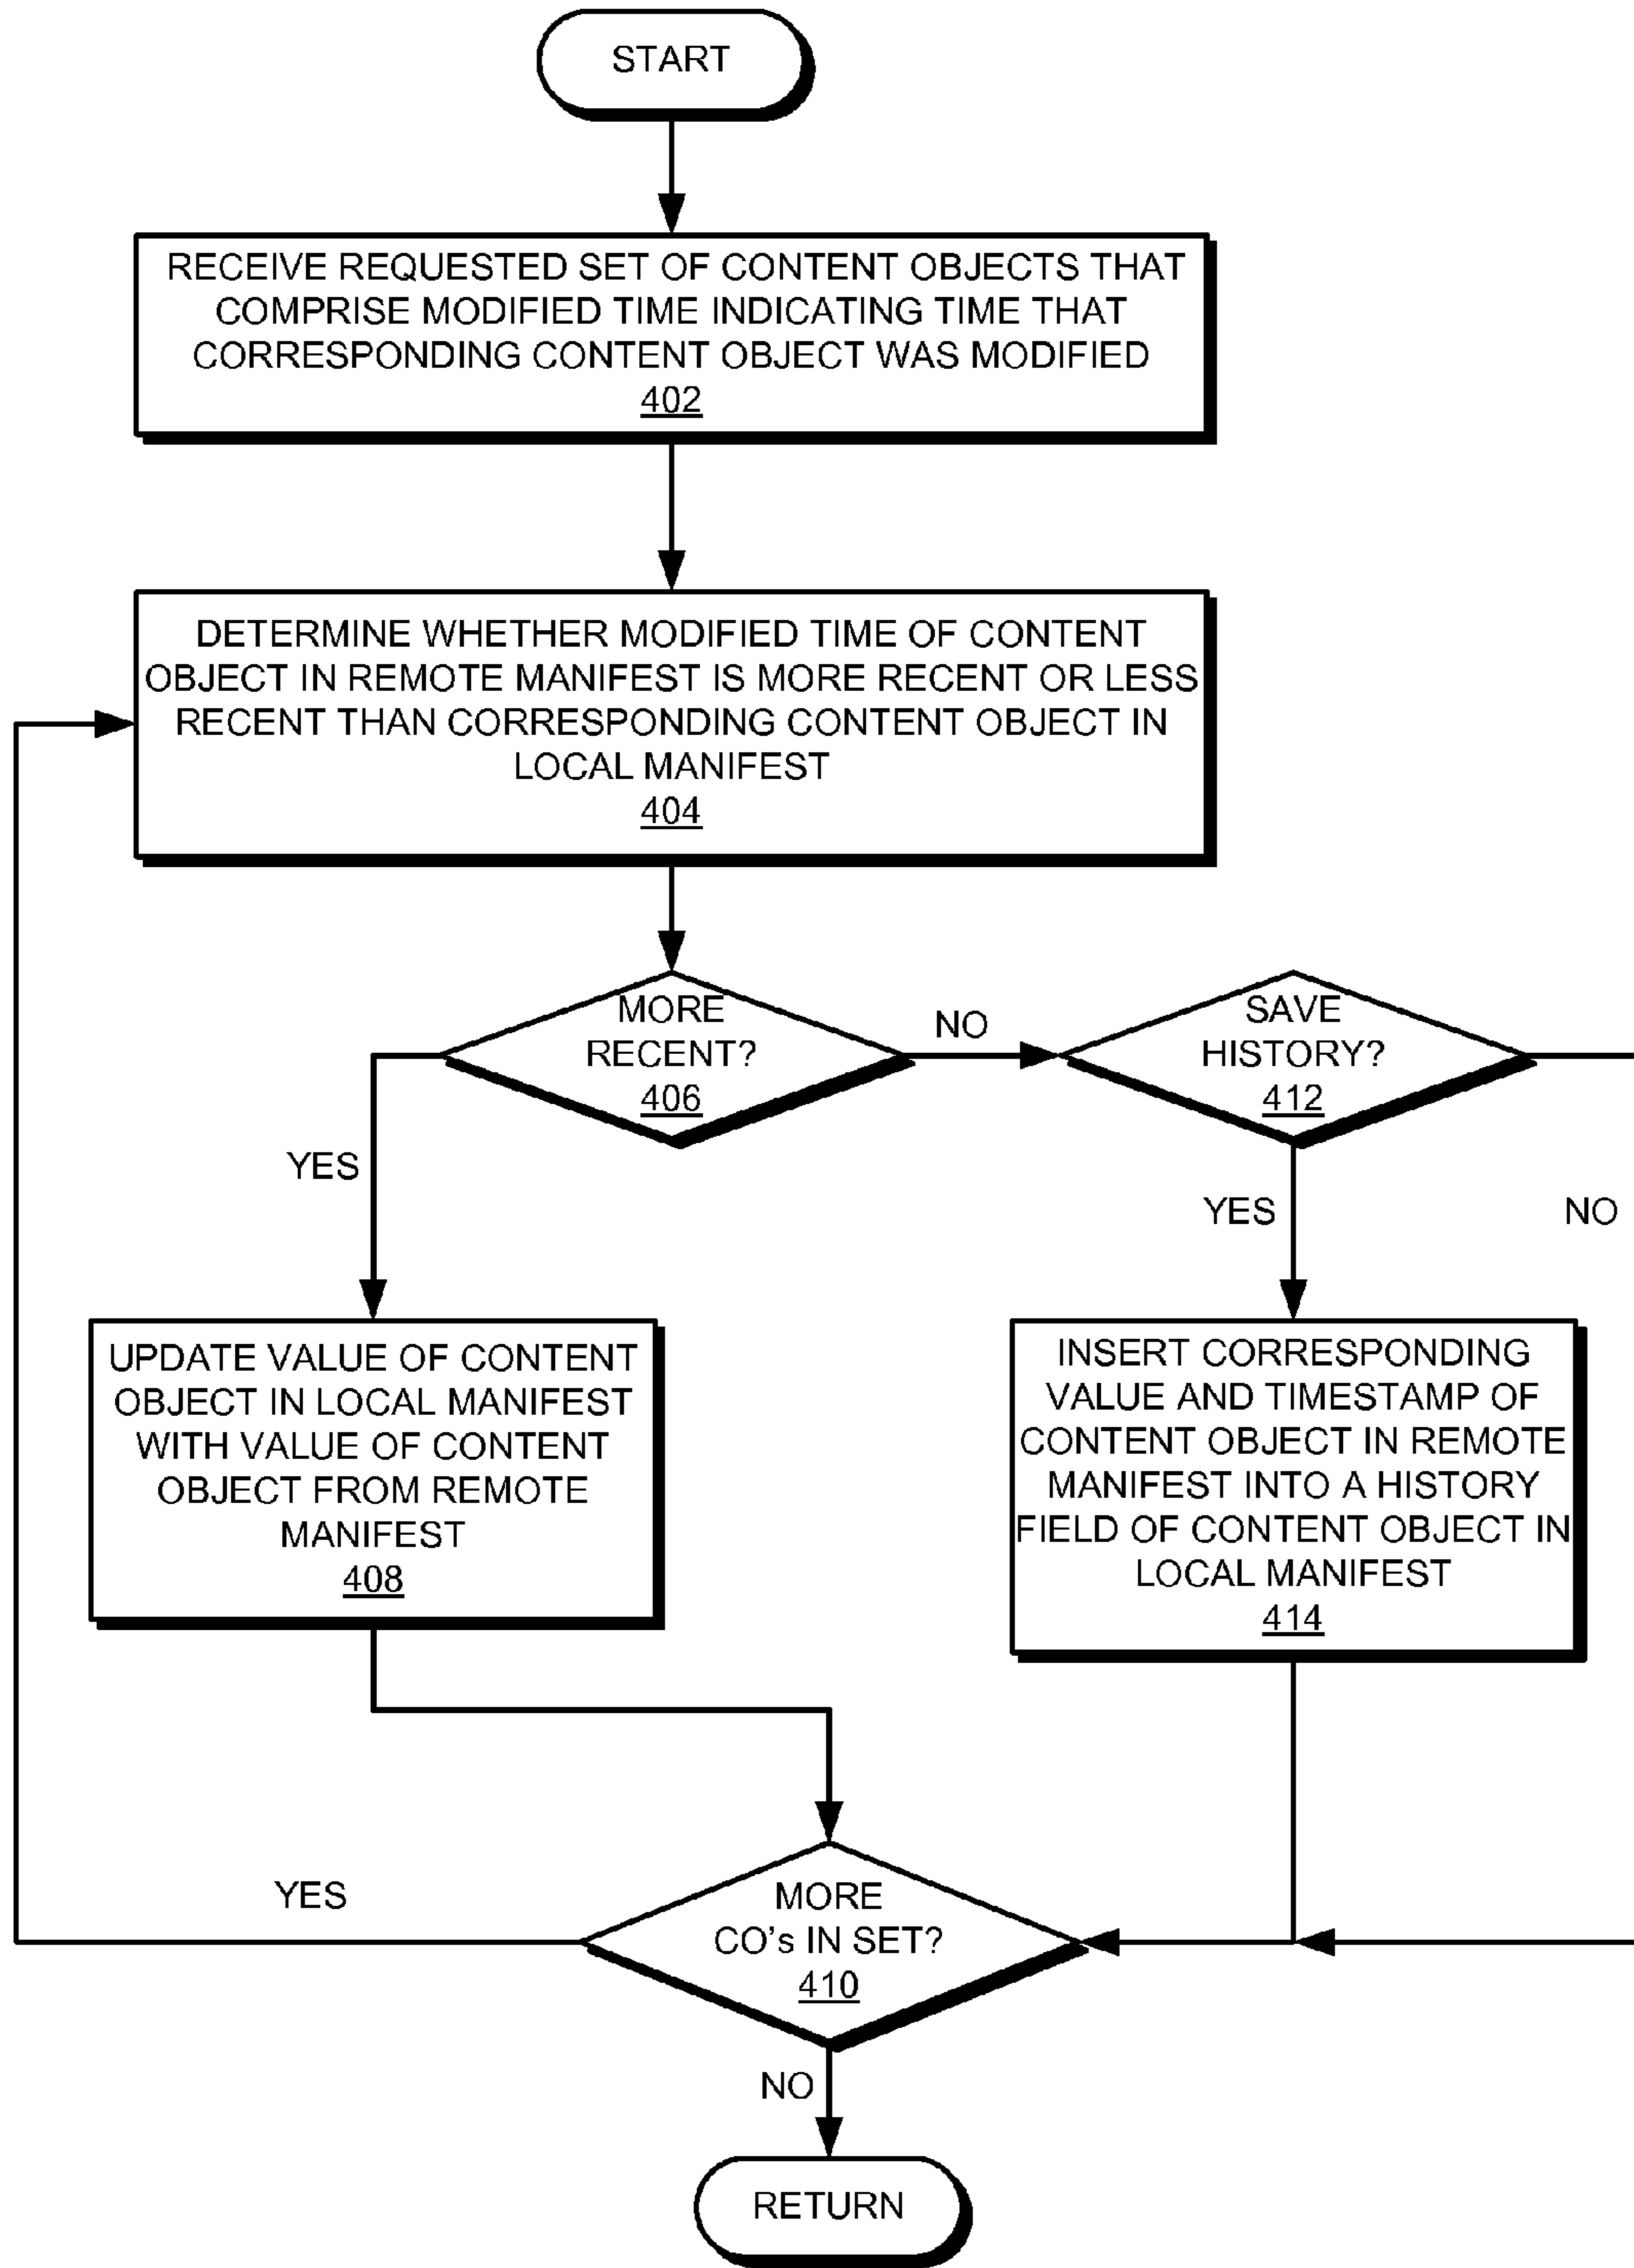 START
RECEIVE REQUESTED SET OF CONTENT OBJECTS THAT
COMPRISE MODIFIED TIME INDICATING TIME THAT
CORRESPONDING CONTENT OBJECT WAS MODIFIED
402
DETERMINE WHETHER MODIFIED TIME OF CONTENT
OBJECT IN REMOTE MANIFEST IS MORE RECENT OR LESS
RECENT THAN CORRESPONDING CONTENT OBJECT IN
LOCAL MANIFEST
404
MORE
RECENT?
406
NO
SAVE
HISTORY?
412
YES
YES
NO
UPDATE VALUE OF CONTENT
OBJECT IN LOCAL MANIFEST
WITH VALUE OF CONTENT
OBJECT FROM REMOTE
MANIFEST
408
INSERT CORRESPONDING
VALUE AND TIMESTAMP OF
CONTENT OBJECT IN REMOTE
MANIFEST INTO A HISTORY
FIELD OF CONTENT OBJECT IN
LOCAL MANIFEST
414
YES
MORE
CO's IN SET?
410
NO
RETURN